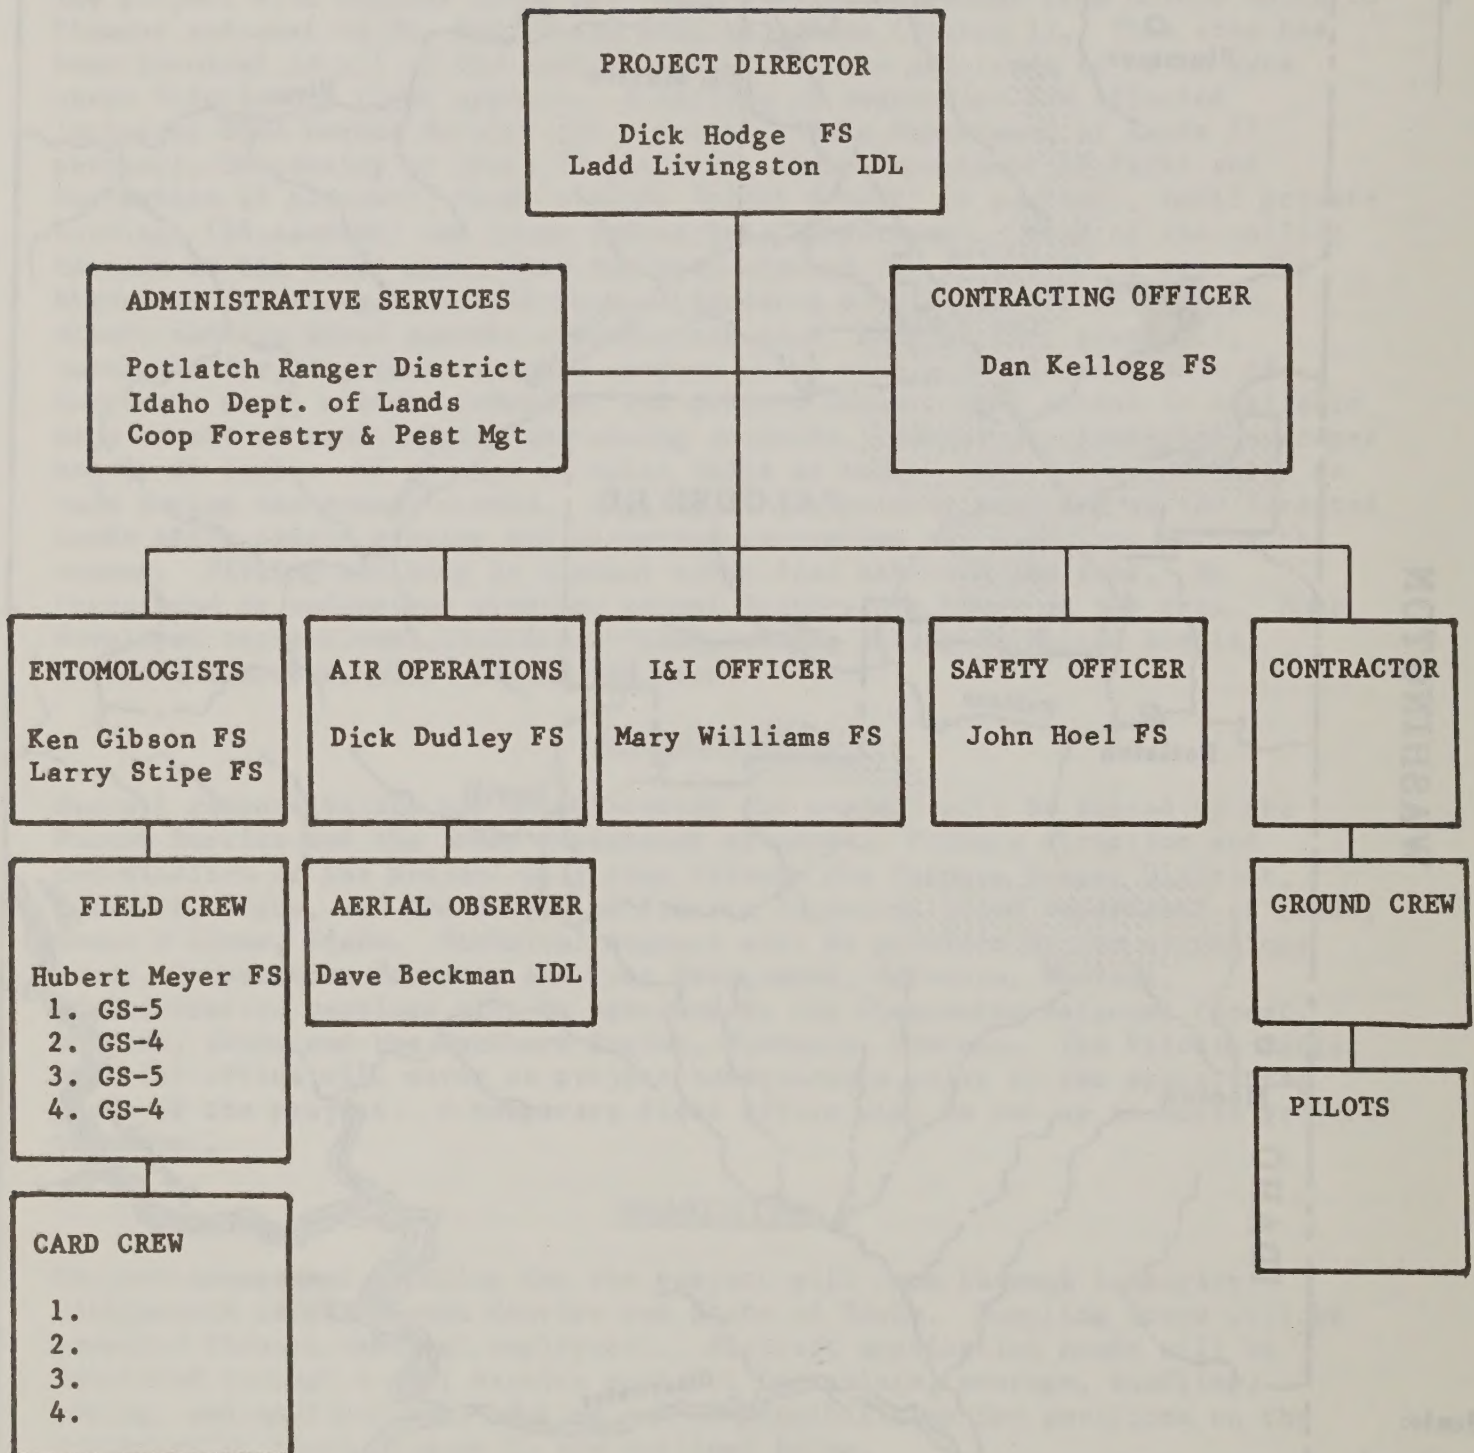 PROJECT DIRECTOR
Dick Hodge FS
Ladd Livingston IDL
ADMINISTRATIVE SERVICES
Potlatch Ranger District
Idaho Dept. of Lands
Coop Forestry & Pest Mgt
CONTRACTING OFFICER
Dan Kellogg FS
ENTOMOLOGISTS
Ken Gibson FS
Larry Stipe FS
AIR OPERATIONS
Dick Dudley FS
I&I OFFICER
Mary Williams FS
SAFETY OFFICER
John Hoel FS
CONTRACTOR
FIELD CREW
Hubert Meyer FS
1. GS-5
2. GS-4
3. GS-5
4. GS-4
AERIAL OBSERVER
Dave Beckman IDL
GROUND CREW
PILOTS
CARD CREW
1.
2.
3.
4.